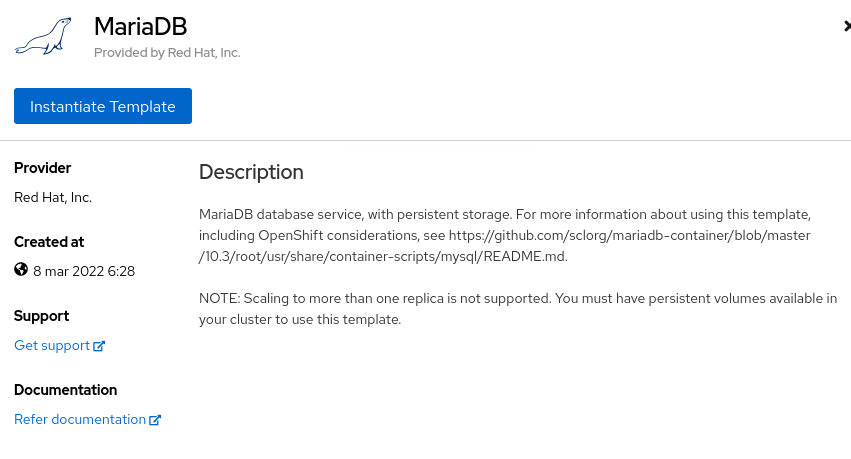 MariaDB
Provided by Red Hat, Inc.
Instantiate Template
Provider
Red Hat, Inc.
Created at
8 mar 2022 6:28
Support
Get support
Documentation
Refer documentation
Description
MariaDB database service, with persistent storage. For more information about using this template,
including OpenShift considerations, see https://github.com/sclorg/mariadb-container/blob/master
/10.3/root/usr/share/container-scripts/mysql/README.md.
NOTE: Scaling to more than one replica is not supported. You must have persistent volumes available in
your cluster to use this template.